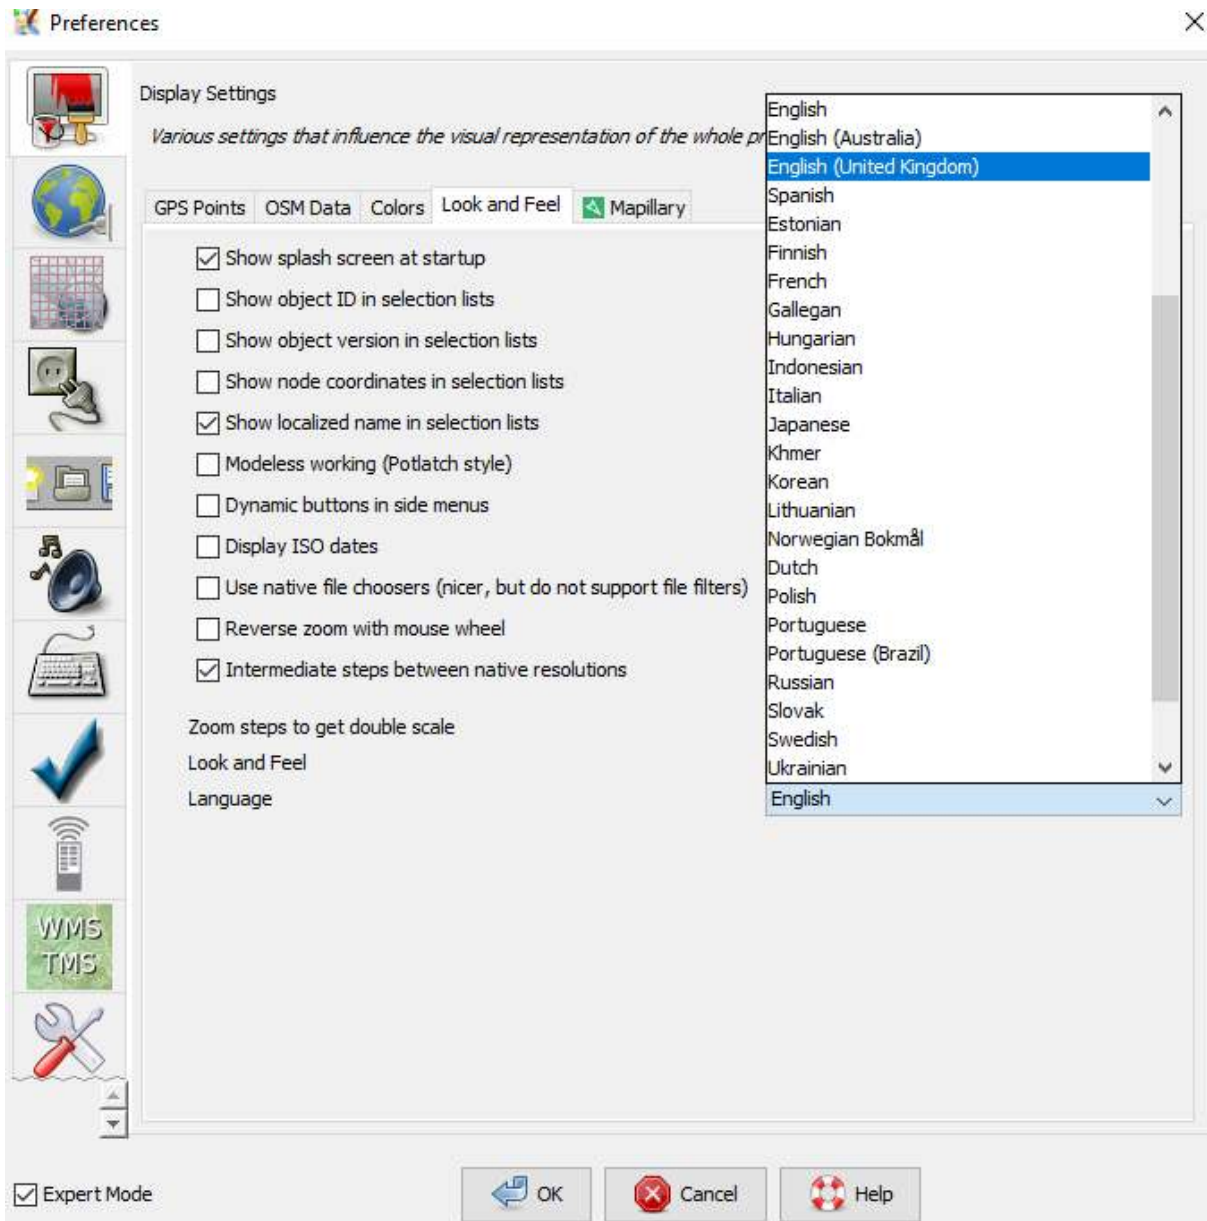 Preferences
Display Settings
Various settings that influence the visual representation of the whole pr
GPS Points OSM Data Colors Look and Feel Mapillary
Show splash screen at startup
Show object ID in selection lists
Show object version in selection lists
Show node coordinates in selection lists
Show localized name in selection lists
Modeless working (Potlatch style)
Dynamic buttons in side menus
Display ISO dates
Use native file choosers (nicer, but do not support file filters)
Reverse zoom with mouse wheel
Intermediate steps between native resolutions
Zoom steps to get double scale
Look and Feel
Language
English
English (Australia)
English (United Kingdom)
Spanish
Estonian
Finnish
French
Gallegan
Hungarian
Indonesian
Italian
Japanese
Khmer
Korean
Lithuanian
Norwegian Bokmål
Dutch
Polish
Portuguese
Portuguese (Brazil)
Russian
Slovak
Swedish
Ukrainian
English
WMS
TMS
Expert Mode
OK
Cancel
Help